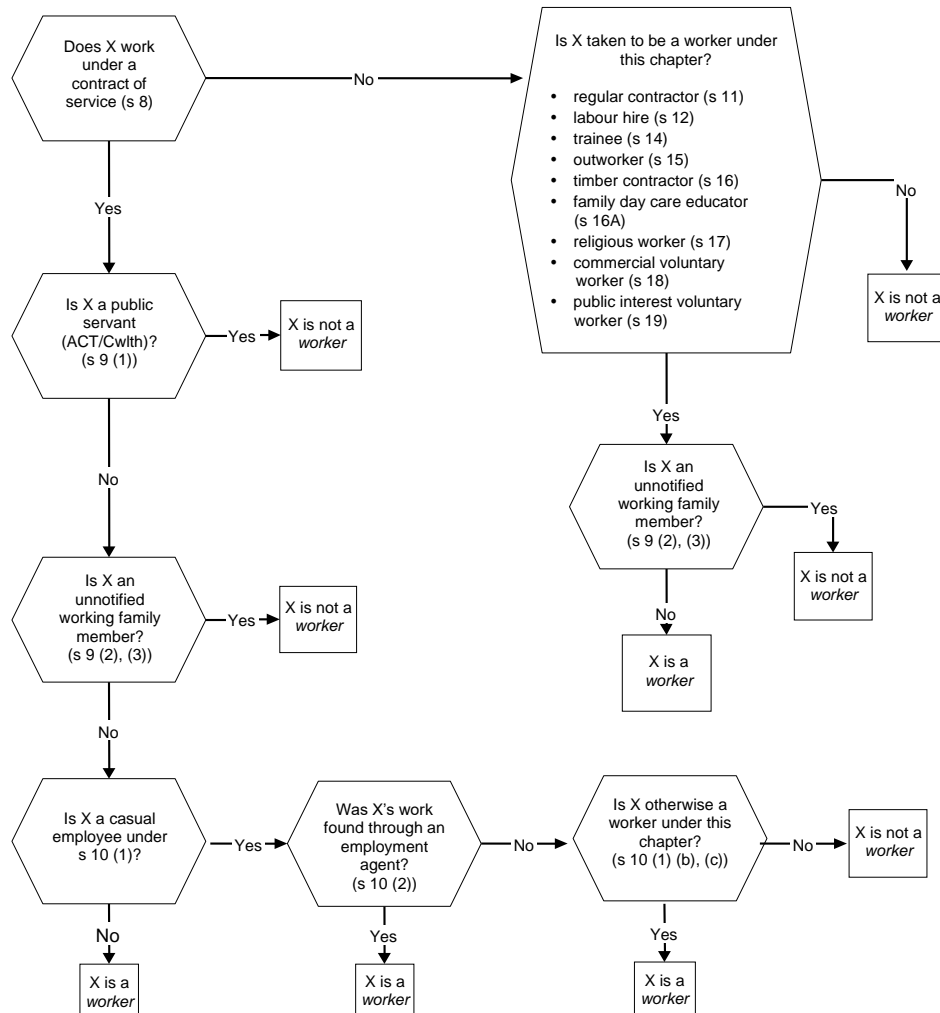 Does X work
under a
contract of
service (s 8)
No
Is X taken to be a worker under
this chapter?
• regular contractor (s 11)
• labour hire (s 12)
• trainee (s 14)
• outworker (s 15)
• timber contractor (s 16)
• family day care educator
(s 16A)
• religious worker (s 17)
• commercial voluntary
worker (s 18)
• public interest voluntary
worker (s 19)
No
X is not a
worker
Yes
Is X a public
servant
(ACT/Cwlth)?
(s 9 (1))
Yes
X is not a
worker
Yes
Is X an
unnotified
working family
member?
(s 9 (2), (3))
Yes
X is not a
worker
No
X is a
worker
No
Is X an
unnotified
working family
member?
(s 9 (2), (3))
Yes
X is not a
worker
No
Is X a casual
employee under
s 10 (1)?
Yes
Was X's work
found through an
employment
agent?
(s 10 (2))
No
Is X otherwise a
worker under this
chapter?
(s 10 (1) (b), (c))
No
X is not a
worker
No
X is a
worker
Yes
X is a
worker
Yes
X is a
worker